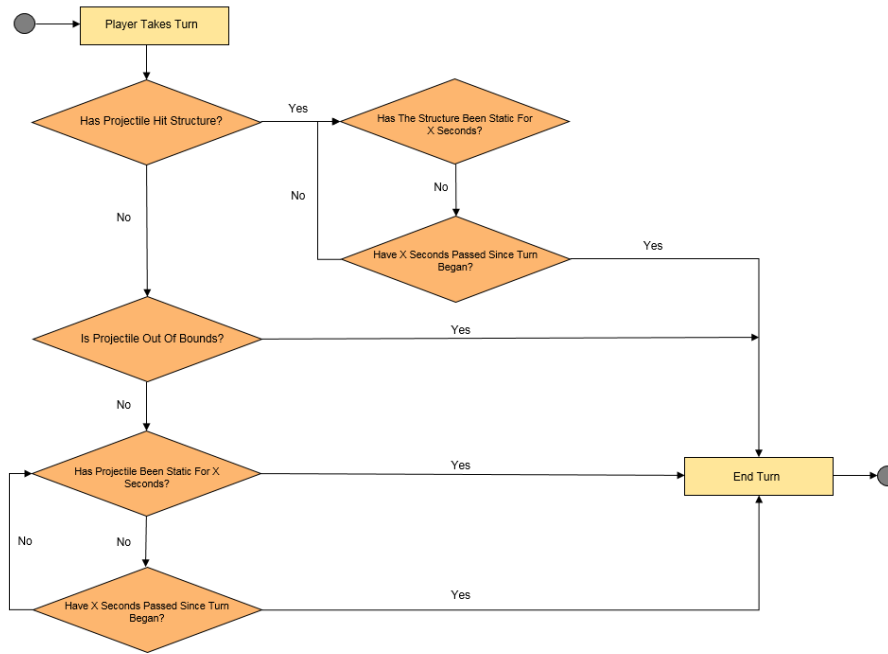 Player Takes Turn
Has Projectile Hit Structure?
Yes
Has The Structure Been Static For
X Seconds?
No
No
No
Have X Seconds Passed Since Turn
Began?
Yes
Is Projectile Out Of Bounds?
Yes
No
Has Projectile Been Static For X
Seconds?
Yes
End Turn
No
No
Have X Seconds Passed Since Turn
Began?
Yes